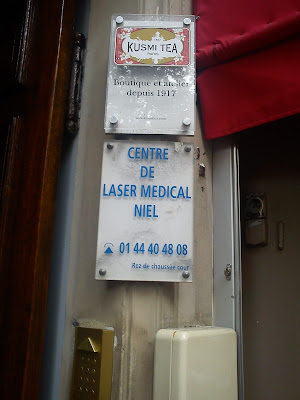 KUSMI TEA
Paris
Boutique et atelier
depuis 1917
CENTRE
DE
LASER MEDICAL
NIEL
01 44 40 48 08
Rez de chaussée cour